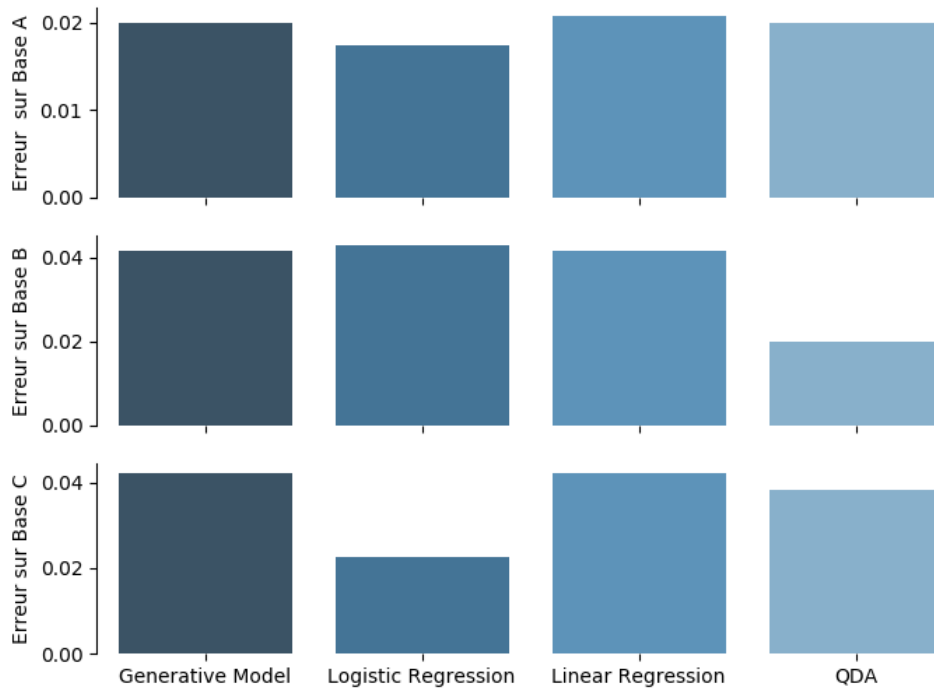 Erreur  sur Base A
0.02
0.01
0.00
Erreur sur Base B
0.04
0.02
0.00
Erreur sur Base C
0.04
0.02
0.00
Generative Model
Logistic Regression
Linear Regression
QDA